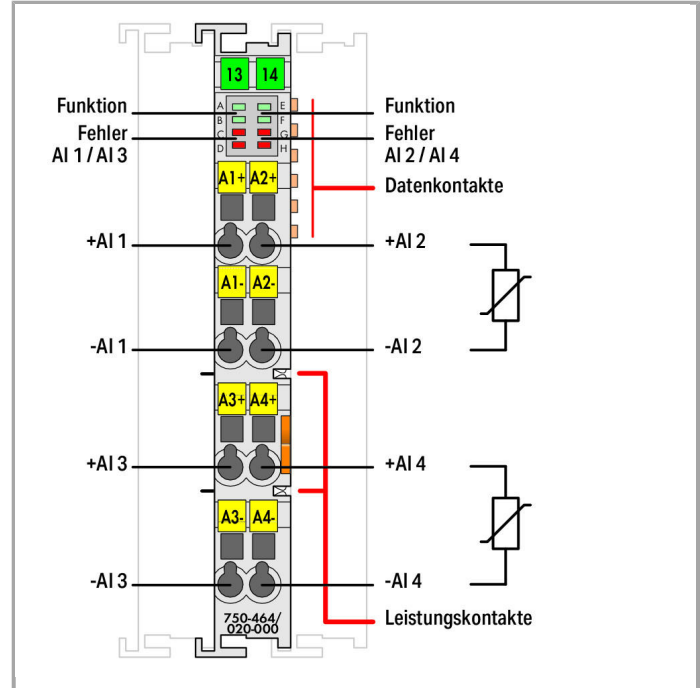 13 14
Funktion
Fehler
AI 1 / AI 3
A
B
C
D
E
F
G
H
Funktion
Fehler
AI 2 / AI 4
Datenkontakte
A1+ A2+
+AI 1
+AI 2
A1- A2-
-AI 1
-AI 2
A3+ A4+
+AI 3
+AI 4
A3- A4-
-AI 3
-AI 4
750-464/
020-000
Leistungskontakte